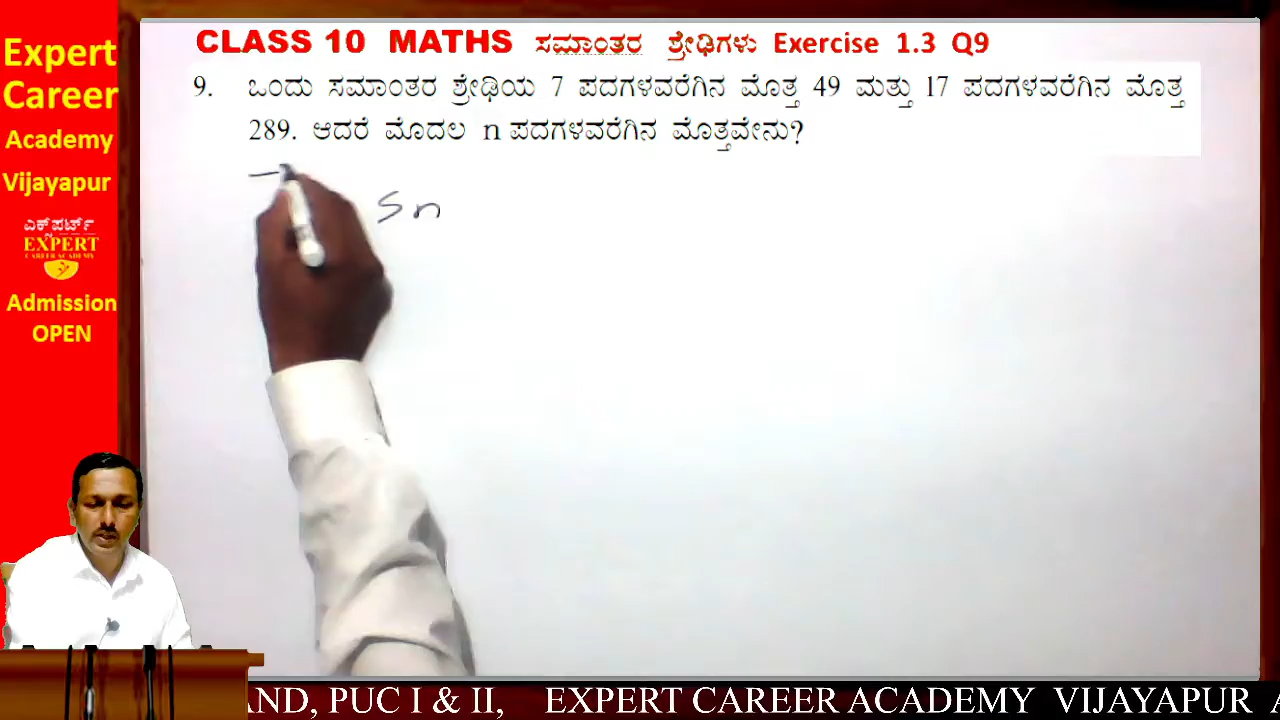 Expert
Career
Academy
Vijayapur
ಎಕ್ಸ್‌ಪರ್ಟ್
EXPERT
CAREER ACADEMY
Admission
OPEN
CLASS 10 MATHS ಸಮಾಂತರ ಶ್ರೇಢಿಗಳು Exercise 1.3 Q9
9. ಒಂದು ಸಮಾಂತರ ಶ್ರೇಢಿಯ 7 ಪದಗಳವರೆಗಿನ ಮೊತ್ತ 49 ಮತ್ತು 17 ಪದಗಳವರೆಗಿನ ಮೊತ್ತ
289. ಆದರೆ ಮೊದಲ n ಪದಗಳವರೆಗಿನ ಮೊತ್ತವೇನು?
Sn
AND, PUC I & II, EXPERT CAREER ACADEMY VIJAYAPUR